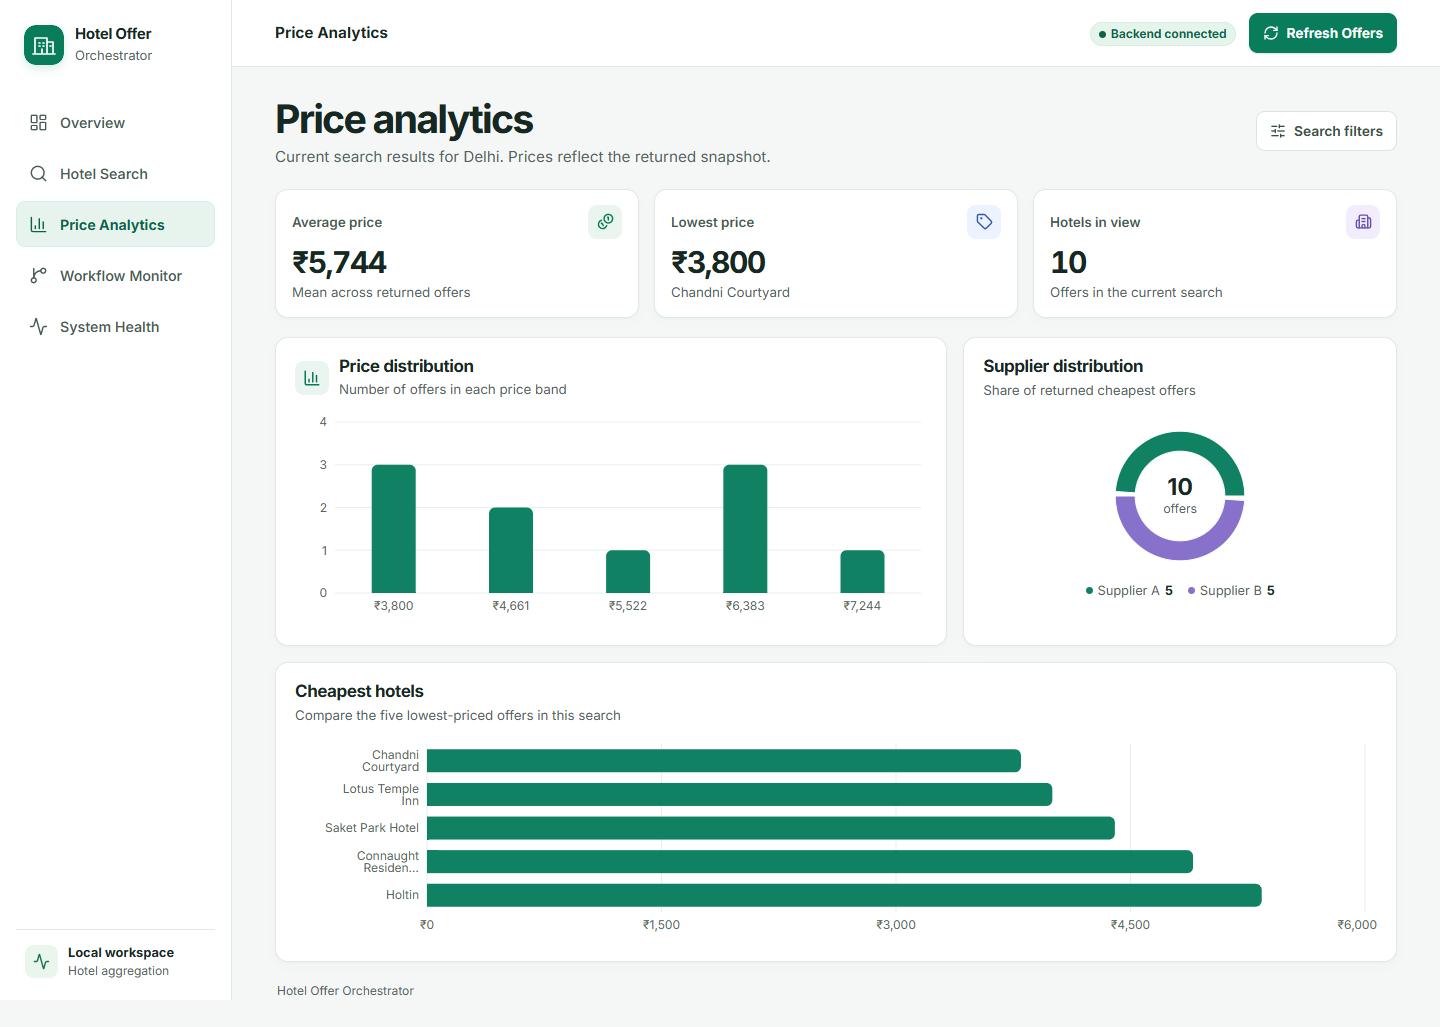 Hotel Offer
Orchestrator
Overview
Hotel Search
Price Analytics
Workflow Monitor
System Health
Local workspace
Hotel aggregation
Price Analytics
Backend connected
Refresh Offers
Price analytics
Current search results for Delhi. Prices reflect the returned snapshot.
Search filters
Average price
₹5,744
Mean across returned offers
Lowest price
₹3,800
Chandni Courtyard
Hotels in view
10
Offers in the current search
Price distribution
Number of offers in each price band
4
3
2
1
0
₹3,800
₹4,661
₹5,522
₹6,383
₹7,244
Supplier distribution
Share of returned cheapest offers
10
offers
Supplier A 5
Supplier B 5
Cheapest hotels
Compare the five lowest-priced offers in this search
Chandni
Courtyard
Lotus Temple
Inn
Saket Park Hotel
Connaught
Residen...
Holtin
₹0
₹1,500
₹3,000
₹4,500
₹6,000
Hotel Offer Orchestrator